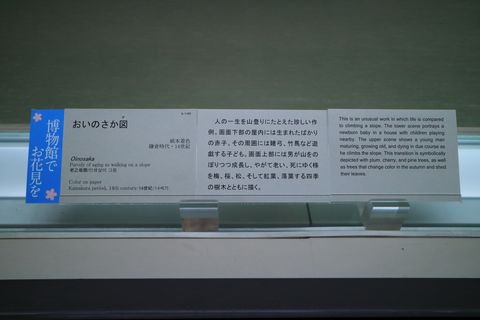 博物館で
お花見を
おいのさか図
紙本着色
鎌倉時代・14世紀
Oinosaka
Parody of aging as walking on a slope
Color on paper
Kamakura period, 14th century
人の一生を山登りにたとえた珍しい作
例。画面下部の屋内には生まれたばかり
の赤子、その周囲には雛弓、竹馬など遊
戯する子ども。画面上部には男が山をの
ぼりつつ成長し、やがて老い、死にゆく様
を梅、桜、松、そして紅葉、落葉する四季
の樹木とともに描く。
This is an unusual work in which life is compared
to climbing a slope. The lower scene portrays a
newborn baby in a house with children playing
nearby. The upper scene shows a young man
maturing, growing old, and dying in due course as
he climbs the slope. This transition is symbolically
depicted with plum, cherry, and pine trees, as well
as trees that change color in the autumn and shed
their leaves.